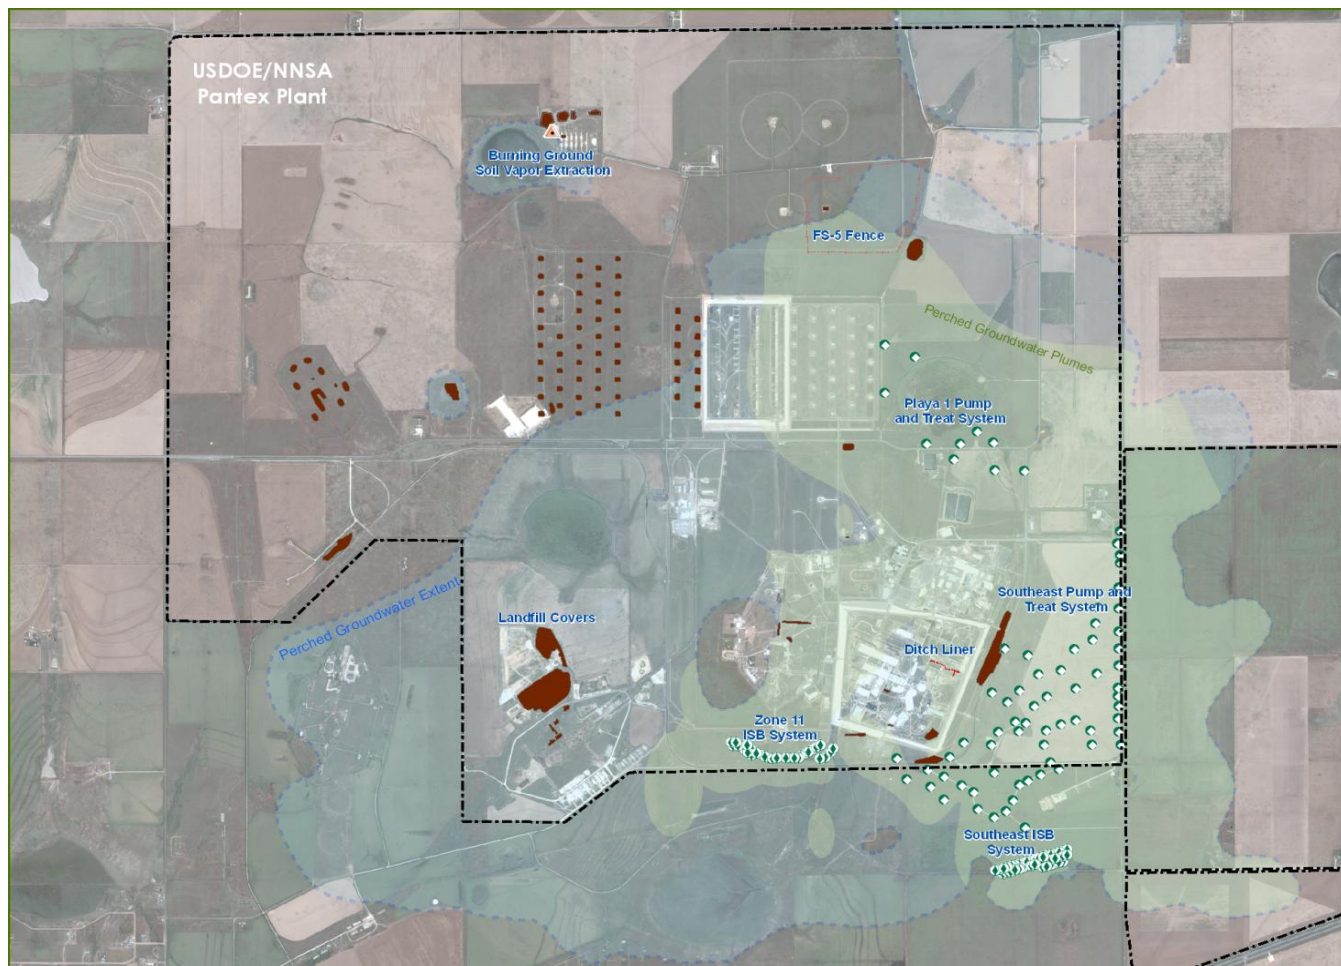 USDOE/NNSA
Pantex Plant
Burning Ground
Soil Vapor Extraction
FS-5 Fence
Perched Groundwater Plumes
Playa 1 Pump
and Treat System
Perched Groundwater Extent
Landfill Covers
Southeast Pump and
Treat System
Ditch Liner
Zone 11
ISB System
Southeast ISB
System